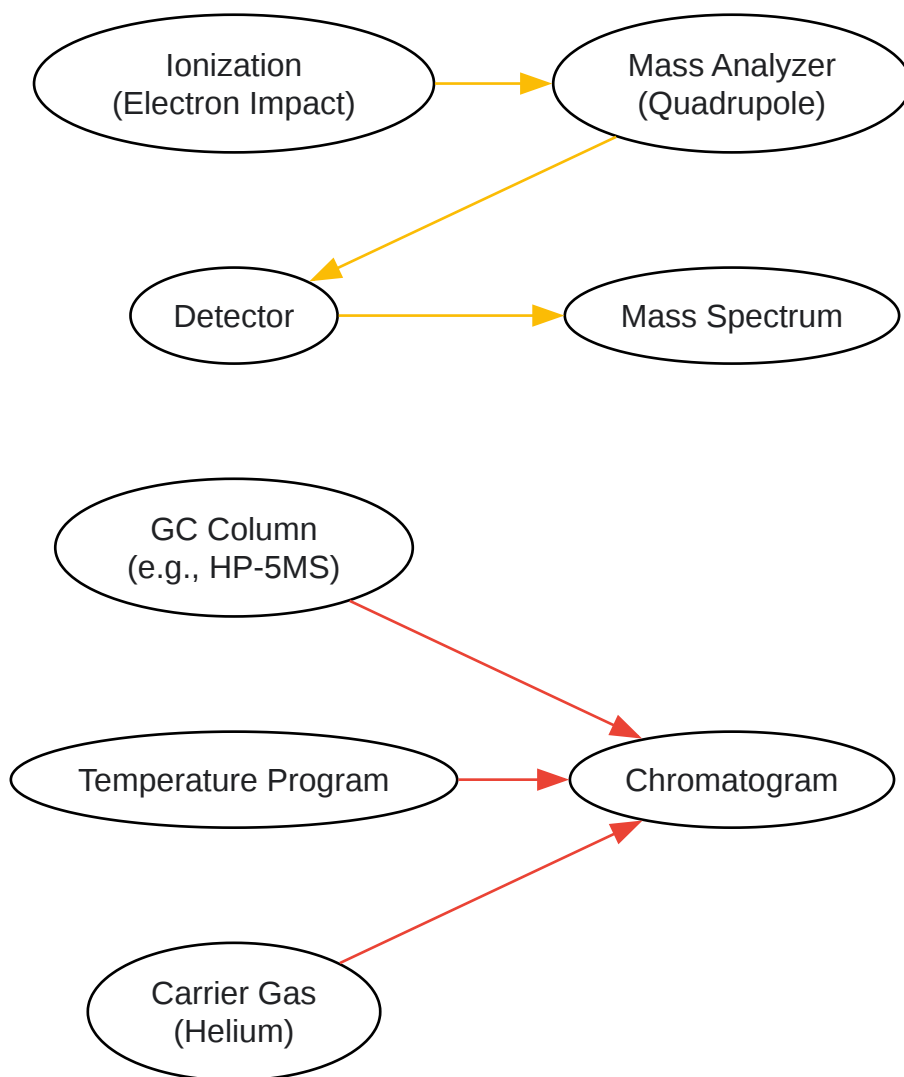 Ionization
(Electron Impact)
Mass Analyzer
(Quadrupole)
Detector
Mass Spectrum
GC Column
(e.g., HP-5MS)
Temperature Program
Chromatogram
Carrier Gas
(Helium)